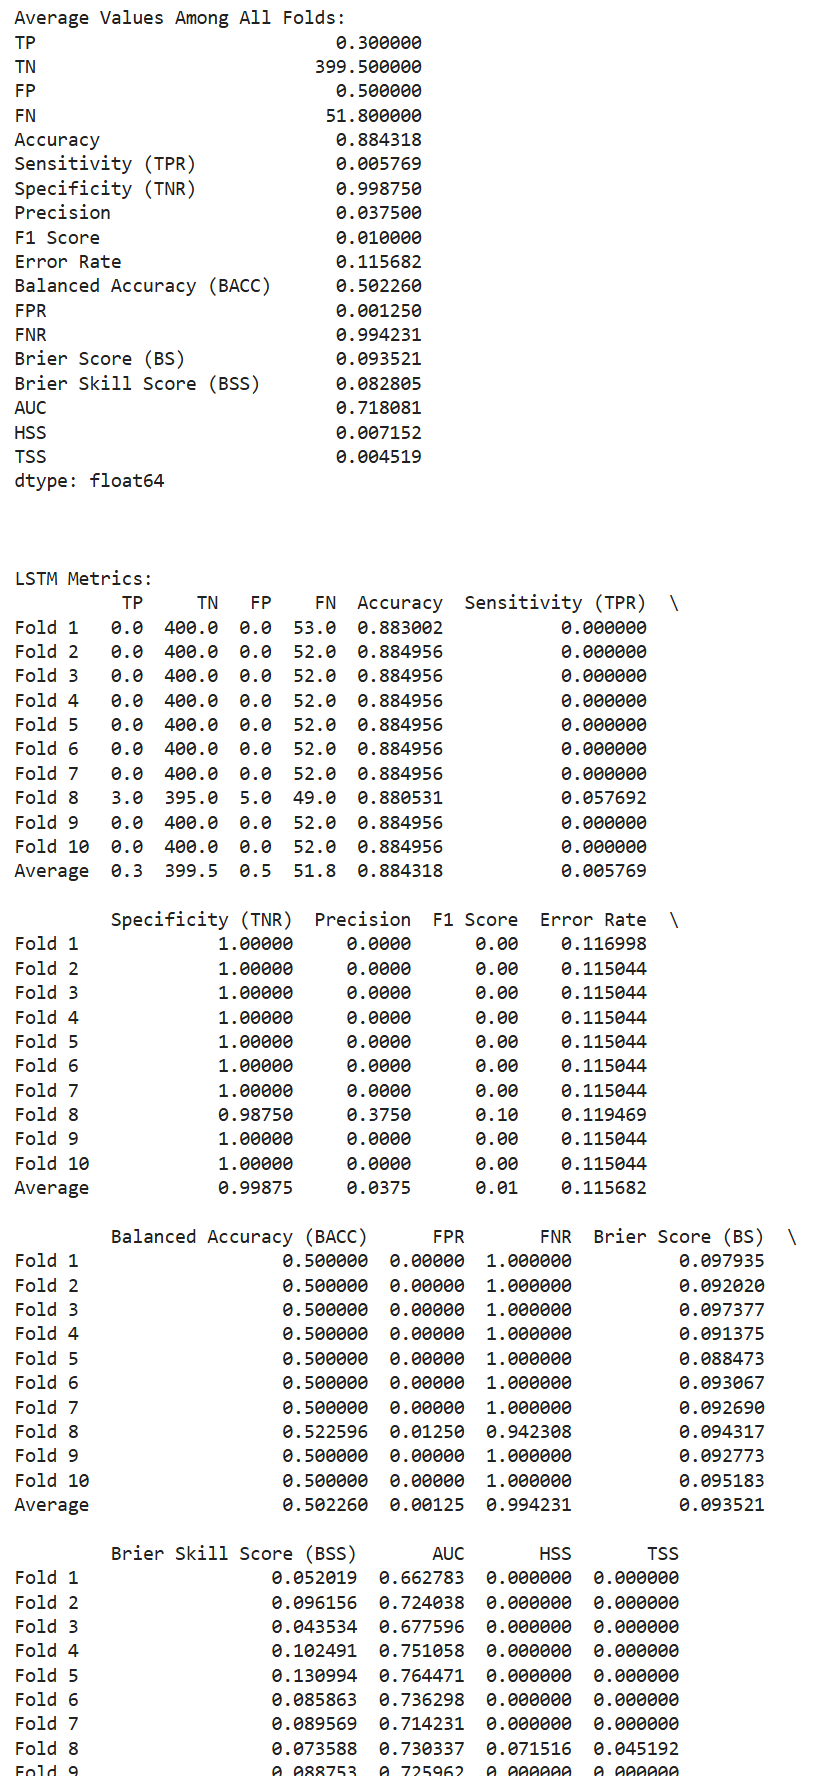 Average Values Among All Folds:
TP 0.300000
TN 399.500000
FP 0.500000
FN 51.800000
Accuracy 0.884318
Sensitivity (TPR) 0.005769
Specificity (TNR) 0.998750
Precision 0.037500
F1 Score 0.010000
Error Rate 0.115682
Balanced Accuracy (BACC) 0.502260
FPR 0.001250
FNR 0.994231
Brier Score (BS) 0.093521
Brier Skill Score (BSS) 0.082805
AUC 0.718081
HSS 0.007152
TSS 0.004519
dtype: float64
LSTM Metrics:
TP TN FP FN Accuracy Sensitivity (TPR) \
Fold 1 0.0 400.0 0.0 53.0 0.883002 0.000000
Fold 2 0.0 400.0 0.0 52.0 0.884956 0.000000
Fold 3 0.0 400.0 0.0 52.0 0.884956 0.000000
Fold 4 0.0 400.0 0.0 52.0 0.884956 0.000000
Fold 5 0.0 400.0 0.0 52.0 0.884956 0.000000
Fold 6 0.0 400.0 0.0 52.0 0.884956 0.000000
Fold 7 0.0 400.0 0.0 52.0 0.884956 0.000000
Fold 8 3.0 395.0 5.0 49.0 0.880531 0.057692
Fold 9 0.0 400.0 0.0 52.0 0.884956 0.000000
Fold 10 0.0 400.0 0.0 52.0 0.884956 0.000000
Average 0.3 399.5 0.5 51.8 0.884318 0.005769
Specificity (TNR) Precision F1 Score Error Rate \
Fold 1 1.00000 0.0000 0.00 0.116998
Fold 2 1.00000 0.0000 0.00 0.115044
Fold 3 1.00000 0.0000 0.00 0.115044
Fold 4 1.00000 0.0000 0.00 0.115044
Fold 5 1.00000 0.0000 0.00 0.115044
Fold 6 1.00000 0.0000 0.00 0.115044
Fold 7 1.00000 0.0000 0.00 0.115044
Fold 8 0.98750 0.3750 0.10 0.119469
Fold 9 1.00000 0.0000 0.00 0.115044
Fold 10 1.00000 0.0000 0.00 0.115044
Average 0.99875 0.0375 0.01 0.115682
Balanced Accuracy (BACC) FPR FNR Brier Score (BS) \
Fold 1 0.500000 0.00000 1.000000 0.097935
Fold 2 0.500000 0.00000 1.000000 0.092020
Fold 3 0.500000 0.00000 1.000000 0.097377
Fold 4 0.500000 0.00000 1.000000 0.091375
Fold 5 0.500000 0.00000 1.000000 0.088473
Fold 6 0.500000 0.00000 1.000000 0.093067
Fold 7 0.500000 0.00000 1.000000 0.092690
Fold 8 0.522596 0.01250 0.942308 0.094317
Fold 9 0.500000 0.00000 1.000000 0.092773
Fold 10 0.500000 0.00000 1.000000 0.095183
Average 0.502260 0.00125 0.994231 0.093521
Brier Skill Score (BSS) AUC HSS TSS
Fold 1 0.052019 0.662783 0.000000 0.000000
Fold 2 0.096156 0.724038 0.000000 0.000000
Fold 3 0.043534 0.677596 0.000000 0.000000
Fold 4 0.102491 0.751058 0.000000 0.000000
Fold 5 0.130994 0.764471 0.000000 0.000000
Fold 6 0.085863 0.736298 0.000000 0.000000
Fold 7 0.089569 0.714231 0.000000 0.000000
Fold 8 0.073588 0.730337 0.071516 0.045192
Fold 9 0.088753 0.725962 0.000000 0.000000